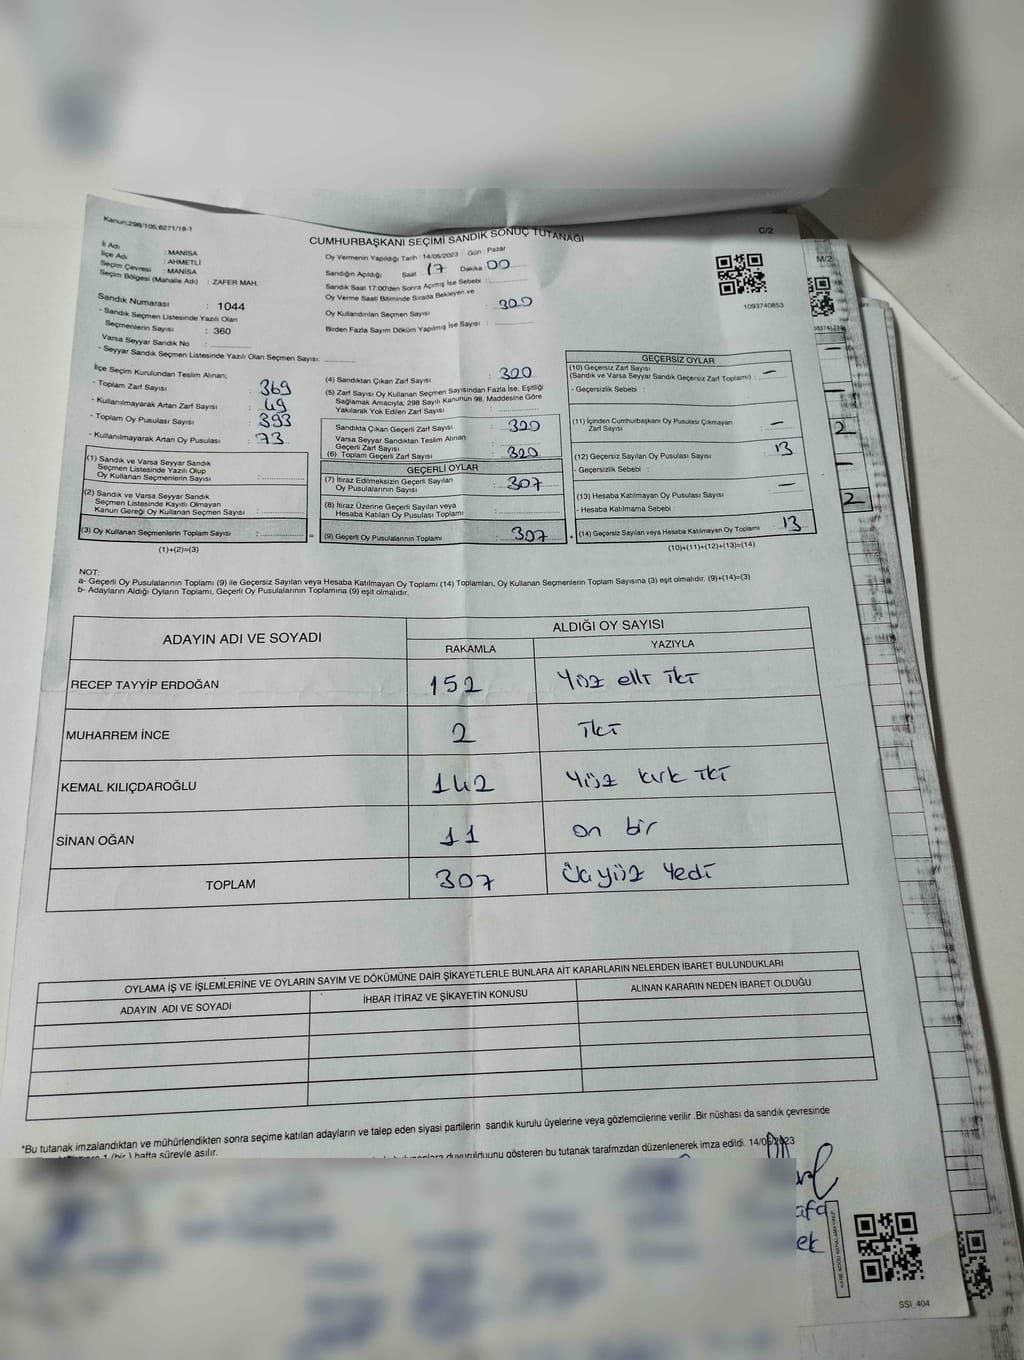 Kanun:298/105,6271/18-1
CUMHURBAŞKANI SEÇİMİ SANDIK SONUÇ TUTANAĞI
C/2
İl Adı : MANİSA
İlçe Adı : AHMETLİ
Seçim Çevresi : MANİSA
Seçim Bölgesi (Mahalle Adı) : ZAFER MAH.
Sandık Numarası : 1044
- Sandık Seçmen Listesinde Yazılı Olan
Seçmenlerin Sayısı : 360
Varsa Seyyar Sandık No :
- Seyyar Sandık Seçmen Listesinde Yazılı Olan Seçmen Sayısı:
Oy Vermenin Yapıldığı Tarih : 14/05/2023 Gün : Pazar
Sandığın Açıldığı Saat 17 Dakika 00
Sandık Saat 17:00'den Sonra Açılmış İse Sebebi :
Oy Verme Saati Bitiminde Sırada Bekleyen ve
Oy Kullandırılan Seçmen Sayısı : 320
Birden Fazla Sayım Döküm Yapılmış İse Sayısı :
1093740853
M/2
İlçe Seçim Kurulundan Teslim Alınan;
- Toplam Zarf Sayısı : 369
- Kullanılmayarak Artan Zarf Sayısı : 49
- Toplam Oy Pusulası Sayısı : 393
- Kullanılmayarak Artan Oy Pusulası : 73
(1) Sandık ve Varsa Seyyar Sandık
Seçmen Listesinde Yazılı Olup
Oy Kullanan Seçmenlerin Sayısı :
(2) Sandık ve Varsa Seyyar Sandık
Seçmen Listesinde Kayıtlı Olmayan
Kanun Gereği Oy Kullanan Seçmen Sayısı :
(3) Oy Kullanan Seçmenlerin Toplam Sayısı :
(1)+(2)=(3)
(4) Sandıktan Çıkan Zarf Sayısı : 320
(5) Zarf Sayısı Oy Kullanan Seçmen Sayısından Fazla İse, Eşitliği
Sağlamak Amacıyla; 298 Sayılı Kanunun 98. Maddesine Göre
Yakılarak Yok Edilen Zarf Sayısı :
Sandıkta Çıkan Geçerli Zarf Sayısı : 320
Varsa Seyyar Sandıktan Teslim Alınan
Geçerli Zarf Sayısı :
(6) Toplam Geçerli Zarf Sayısı : 320
GEÇERLİ OYLAR
(7) İtiraz Edilmeksizin Geçerli Sayılan
Oy Pusulalarının Sayısı : 307
(8) İtiraz Üzerine Geçerli Sayılan veya
Hesaba Katılan Oy Pusulası Toplamı :
= (9) Geçerli Oy Pusulalarının Toplamı : 307 +
GEÇERSİZ OYLAR
(10) Geçersiz Zarf Sayısı
(Sandık ve Varsa Seyyar Sandık Geçersiz Zarf Toplamı) : —
- Geçersizlik Sebebi :
(11) İçinden Cumhurbaşkanı Oy Pusulası Çıkmayan
Zarf Sayısı : —
(12) Geçersiz Sayılan Oy Pusulası Sayısı : 13
- Geçersizlik Sebebi :
(13) Hesaba Katılmayan Oy Pusulası Sayısı : —
- Hesaba Katılmama Sebebi :
(14) Geçersiz Sayılan veya Hesaba Katılmayan Oy Toplamı : 13
(10)+(11)+(12)+(13)=(14)
2
2
NOT:
a- Geçerli Oy Pusulalarının Toplamı (9) ile Geçersiz Sayılan veya Hesaba Katılmayan Oy Toplamı (14) Toplamları, Oy Kullanan Seçmenlerin Toplam Sayısına (3) eşit olmalıdır. (9)+(14)=(3)
b- Adayların Aldığı Oyların Toplamı, Geçerli Oy Pusulalarının Toplamına (9) eşit olmalıdır.
ADAYIN ADI VE SOYADI
ALDIĞI OY SAYISI
RAKAMLA YAZIYLA
RECEP TAYYİP ERDOĞAN 152 Yüz elli iki
MUHARREM İNCE 2 iki
KEMAL KILIÇDAROĞLU 142 Yüz kırk iki
SİNAN OĞAN 11 on bir
TOPLAM 307 Üçyüz Yedi
OYLAMA İŞ VE İŞLEMLERİNE VE OYLARIN SAYIM VE DÖKÜMÜNE DAİR ŞİKAYETLERLE BUNLARA AİT KARARLARIN NELERDEN İBARET BULUNDUKLARI
ADAYIN ADI VE SOYADI İHBAR İTİRAZ VE ŞİKAYETİN KONUSU ALINAN KARARIN NEDEN İBARET OLDUĞU
*Bu tutanak imzalandıktan ve mühürlendikten sonra seçime katılan adayların ve talep eden siyasi partilerin sandık kurulu üyelerine veya gözlemcilerine verilir .Bir nüshası da sandık çevresinde
1 (bir ) hafta süreyle asılır.
gösteren bu tutanak tarafımzdan düzenlenerek imza edildi. 14/05/2023
SSI_404